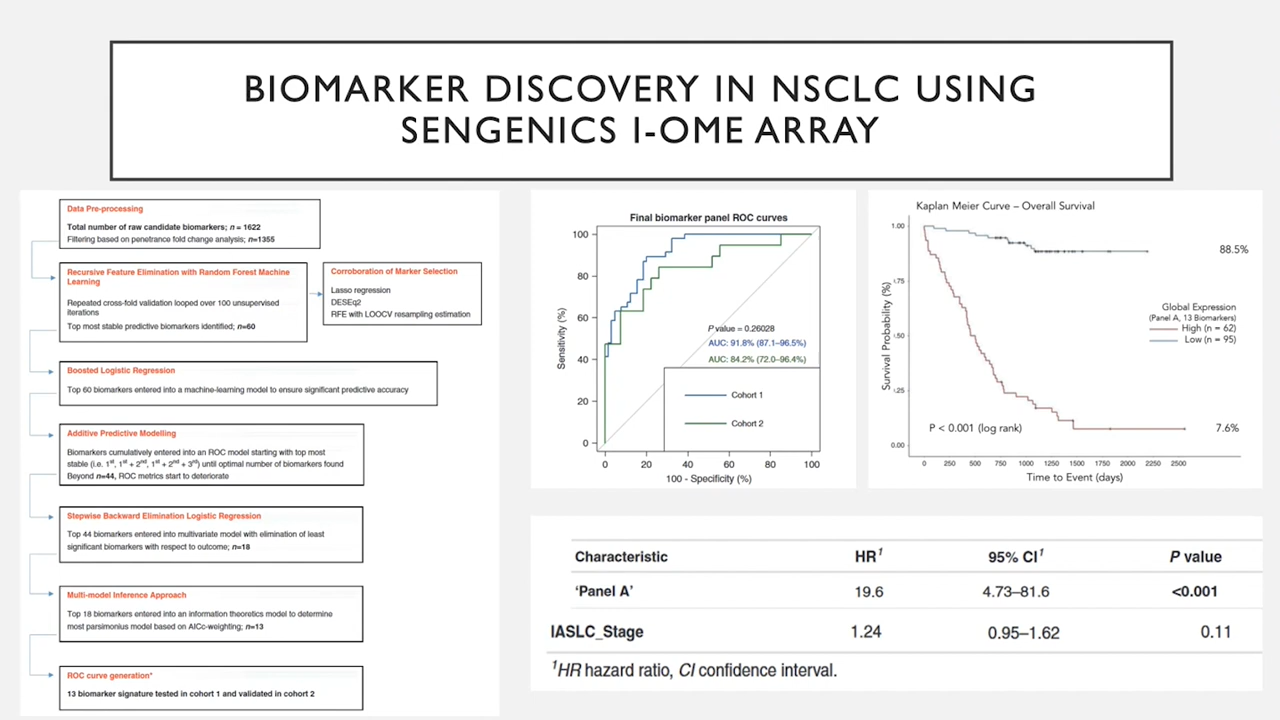 BIOMARKER DISCOVERY IN NSCLC USING
SENGENICS I-OME ARRAY
Data Pre-processing
Total number of raw candidate biomarkers; n = 1622
Filtering based on penetrance fold change analysis; n=1355
Recursive Feature Elimination with Random Forest Machine
Learning
Repeated cross-fold validation looped over 100 unsupervised
iterations
Top most stable predictive biomarkers identified; n=60
Corroboration of Marker Selection
Lasso regression
DESEq2
RFE with LOOCV resampling estimation
Boosted Logistic Regression
Top 60 biomarkers entered into a machine-learning model to ensure significant predictive accuracy
Additive Predictive Modelling
Biomarkers cumulatively entered into an ROC model starting with top most
stable (i.e. 1st, 1st + 2nd, 1st + 2nd + 3rd) until optimal number of biomarkers found
Beyond n=44, ROC metrics start to deteriorate
Stepwise Backward Elimination Logistic Regression
Top 44 biomarkers entered into multivariate model with elimination of least
significant biomarkers with respect to outcome; n=18
Multi-model Inference Approach
Top 18 biomarkers entered into an information theoretics model to determine
most parsimonius model based on AICc-weighting; n=13
ROC curve generation*
13 biomarker signature tested in cohort 1 and validated in cohort 2
Final biomarker panel ROC curves
100
80
60
40
20
0
Sensitivity (%)
P value = 0.26028
AUC: 91.8% (87.1–96.5%)
AUC: 84.2% (72.0–96.4%)
Cohort 1
Cohort 2
0 20 40 60 80 100
100 - Specificity (%)
Kaplan Meier Curve – Overall Survival
1.00
.75
.50
.25
0.00
Survival Probability (%)
88.5%
Global Expression
(Panel A, 13 Biomarkers)
High (n = 62)
Low (n = 95)
P < 0.001 (log rank)
7.6%
0 250 500 750 1000 1250 1500 1750 2000 2250 2500
Time to Event (days)
Characteristic HR1 95% CI1 P value
‘Panel A’ 19.6 4.73–81.6 <0.001
IASLC_Stage 1.24 0.95–1.62 0.11
1HR hazard ratio, CI confidence interval.